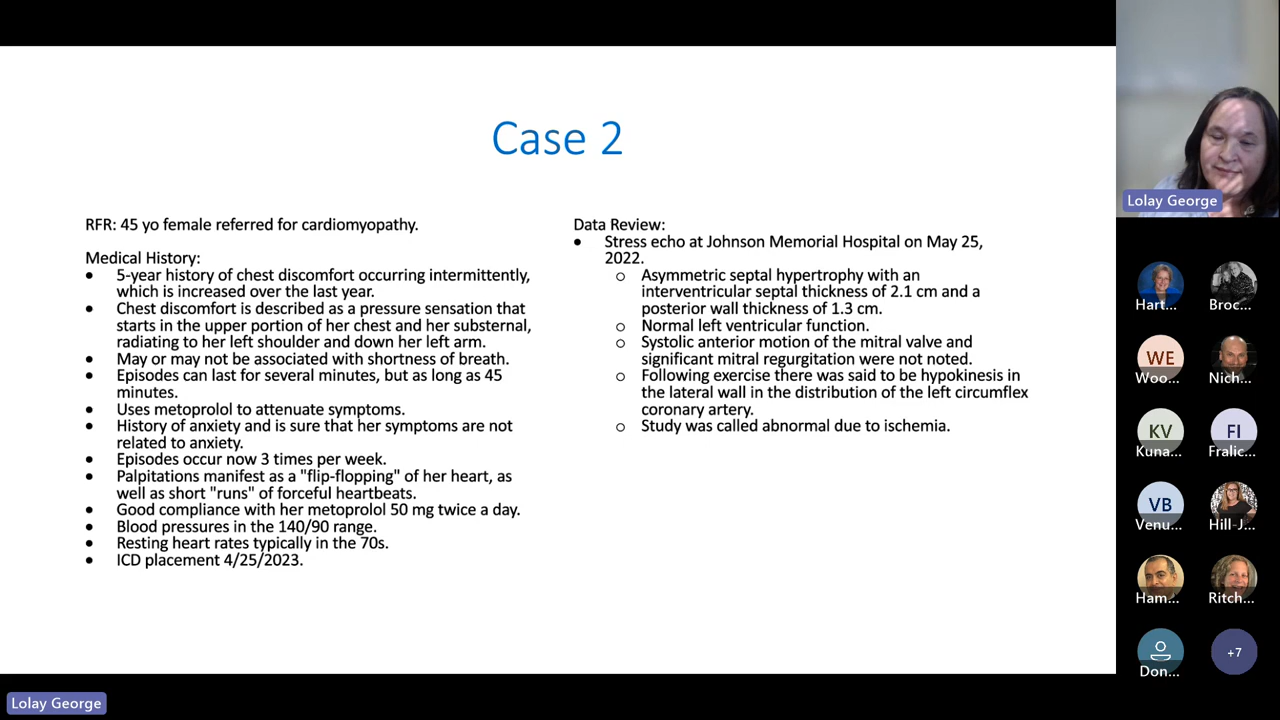 Case 2
RFR: 45 yo female referred for cardiomyopathy.
Medical History:
• 5-year history of chest discomfort occurring intermittently,
which is increased over the last year.
• Chest discomfort is described as a pressure sensation that
starts in the upper portion of her chest and her substernal,
radiating to her left shoulder and down her left arm.
• May or may not be associated with shortness of breath.
• Episodes can last for several minutes, but as long as 45
minutes.
• Uses metoprolol to attenuate symptoms.
• History of anxiety and is sure that her symptoms are not
related to anxiety.
• Episodes occur now 3 times per week.
• Palpitations manifest as a "flip-flopping" of her heart, as
well as short "runs" of forceful heartbeats.
• Good compliance with her metoprolol 50 mg twice a day.
• Blood pressures in the 140/90 range.
• Resting heart rates typically in the 70s.
• ICD placement 4/25/2023.
Data Review:
• Stress echo at Johnson Memorial Hospital on May 25,
2022.
o Asymmetric septal hypertrophy with an
interventricular septal thickness of 2.1 cm and a
posterior wall thickness of 1.3 cm.
o Normal left ventricular function.
o Systolic anterior motion of the mitral valve and
significant mitral regurgitation were not noted.
o Following exercise there was said to be hypokinesis in
the lateral wall in the distribution of the left circumflex
coronary artery.
o Study was called abnormal due to ischemia.
Lolay George
Hart...
Broc...
WE
Woo...
Nich...
KV
Kuna...
FI
Fralic...
VB
Venu...
Hill-J...
Ham...
Ritch...
Don...
+7
Lolay George